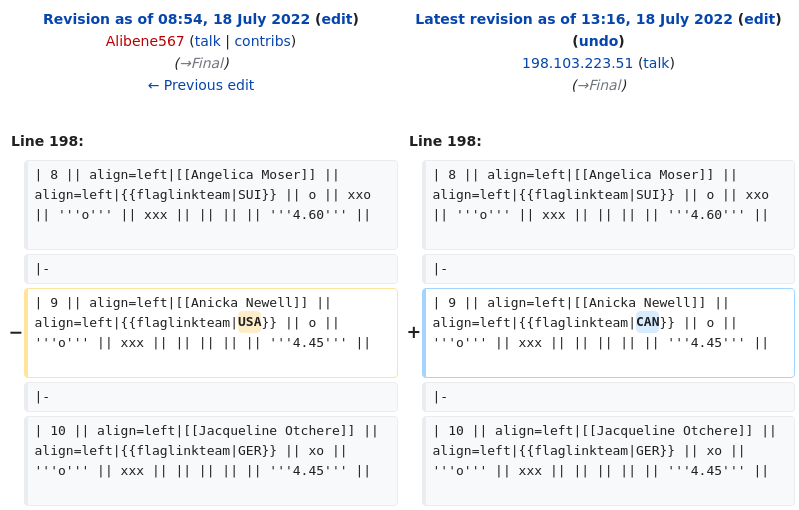 Revision as of 08:54, 18 July 2022 (edit)
Alibene567 (talk | contribs)
(→Final)
← Previous edit
Latest revision as of 13:16, 18 July 2022 (edit)
(undo)
198.103.223.51 (talk)
(→Final)
Line 198:
Line 198:
| 8 || align=left|[[Angelica Moser]] ||
align=left|{{flaglinkteam|SUI}} || o || xxo
|| '''o''' || xxx || || || || '''4.60''' ||
| 8 || align=left|[[Angelica Moser]] ||
align=left|{{flaglinkteam|SUI}} || o || xxo
|| '''o''' || xxx || || || || '''4.60''' ||
|-
|-
− | 9 || align=left|[[Anicka Newell]] ||
align=left|{{flaglinkteam|USA}} || o ||
'''o''' || xxx || || || || || '''4.45''' ||
+ | 9 || align=left|[[Anicka Newell]] ||
align=left|{{flaglinkteam|CAN}} || o ||
'''o''' || xxx || || || || || '''4.45''' ||
|-
|-
| 10 || align=left|[[Jacqueline Otchere]] ||
align=left|{{flaglinkteam|GER}} || xo ||
'''o''' || xxx || || || || || '''4.45''' ||
| 10 || align=left|[[Jacqueline Otchere]] ||
align=left|{{flaglinkteam|GER}} || xo ||
'''o''' || xxx || || || || || '''4.45''' ||